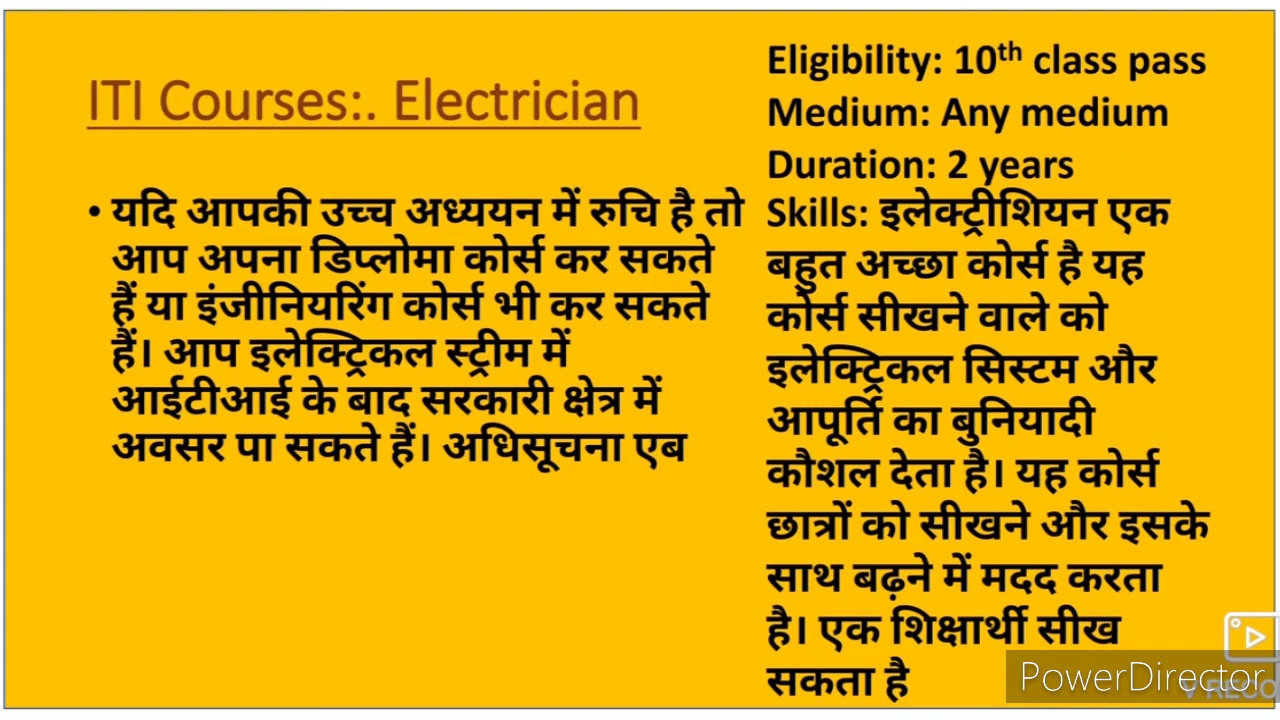 ITI Courses:. Electrician
• यदि आपकी उच्च अध्ययन में रुचि है तो
आप अपना डिप्लोमा कोर्स कर सकते
हैं या इंजीनियरिंग कोर्स भी कर सकते
हैं। आप इलेक्ट्रिकल स्ट्रीम में
आईटीआई के बाद सरकारी क्षेत्र में
अवसर पा सकते हैं। अधिसूचना एब
Eligibility: 10th class pass
Medium: Any medium
Duration: 2 years
Skills: इलेक्ट्रीशियन एक
बहुत अच्छा कोर्स है यह
कोर्स सीखने वाले को
इलेक्ट्रिकल सिस्टम और
आपूर्ति का बुनियादी
कौशल देता है। यह कोर्स
छात्रों को सीखने और इसके
साथ बढ़ने में मदद करता
है। एक शिक्षार्थी सीख
सकता है
PowerDirector